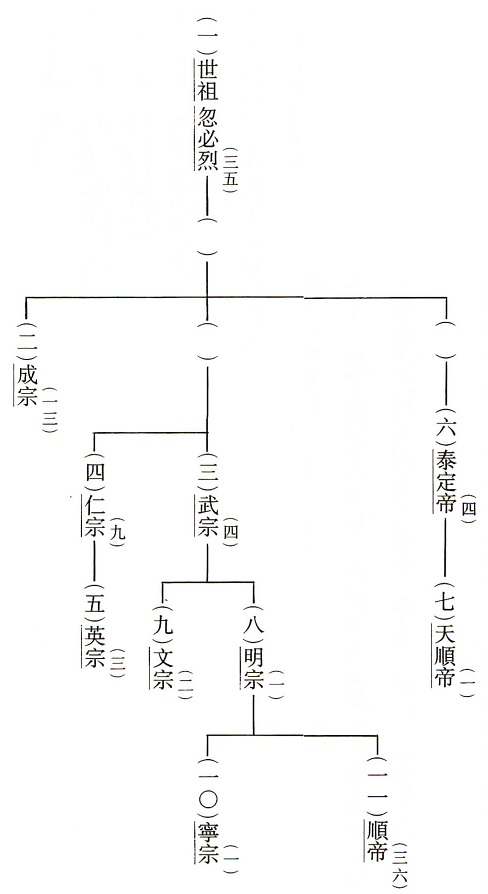 （一）世祖 忽必烈（三五）
（　）
（　）
（六）泰定帝（四）
（七）天順帝（一）
（　）
（三）武宗（四）
（八）明宗（一）
（一一）順帝（三六）
（一〇）寧宗（一）
（九）文宗（二）
（四）仁宗（九）
（五）英宗（三）
（二）成宗（一三）